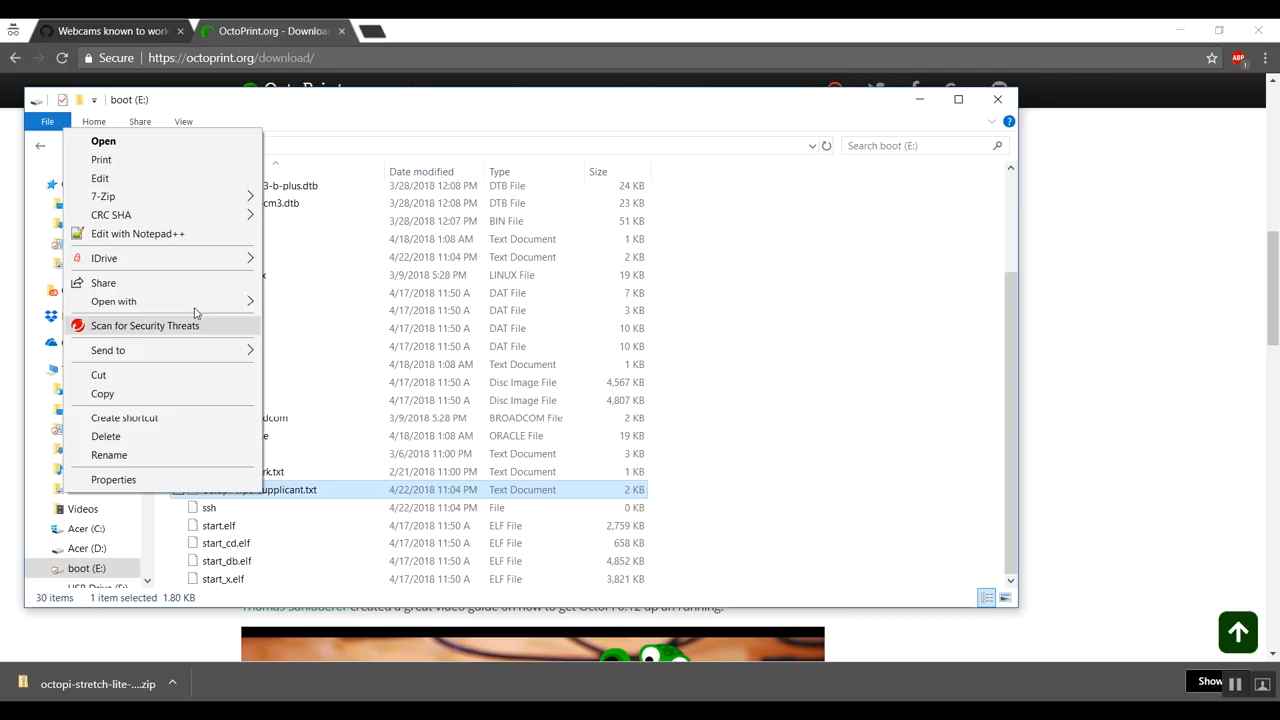 Webcams known to work
OctoPrint.org - Downloa
Secure
https://octoprint.org/download/
ABP
1
boot (E:)
File
Home
Share
View
Search boot (E:)
Open
Print
Edit
7-Zip
CRC SHA
Edit with Notepad++
IDrive
Share
Open with
Scan for Security Threats
Send to
Cut
Copy
Create shortcut
Delete
Rename
Properties
Date modified Type Size
3-b-plus.dtb 3/28/2018 12:08 PM DTB File 24 KB
cm3.dtb 3/28/2018 12:08 PM DTB File 23 KB
3/28/2018 12:07 PM BIN File 51 KB
4/18/2018 1:08 AM Text Document 1 KB
4/22/2018 11:04 PM Text Document 2 KB
x 3/9/2018 5:28 PM LINUX File 19 KB
4/17/2018 11:50 A DAT File 7 KB
4/17/2018 11:50 A DAT File 3 KB
4/17/2018 11:50 A DAT File 10 KB
4/17/2018 11:50 A DAT File 10 KB
4/18/2018 1:08 AM Text Document 1 KB
4/17/2018 11:50 A Disc Image File 4,567 KB
4/17/2018 11:50 A Disc Image File 4,807 KB
dcom 3/9/2018 5:28 PM BROADCOM File 2 KB
e 4/18/2018 1:08 AM ORACLE File 19 KB
3/6/2018 11:00 PM Text Document 3 KB
rk.txt 2/21/2018 11:00 PM Text Document 1 KB
supplicant.txt 4/22/2018 11:04 PM Text Document 2 KB
ssh 4/22/2018 11:04 PM File 0 KB
start.elf 4/17/2018 11:50 A ELF File 2,759 KB
start_cd.elf 4/17/2018 11:50 A ELF File 658 KB
start_db.elf 4/17/2018 11:50 A ELF File 4,852 KB
start_x.elf 4/17/2018 11:50 A ELF File 3,821 KB
Videos
Acer (C:)
Acer (D:)
boot (E:)
30 items 1 item selected 1.80 KB
created a great video guide on how to get OctoPi 0.12 up an running.
octopi-stretch-lite-....zip
Show